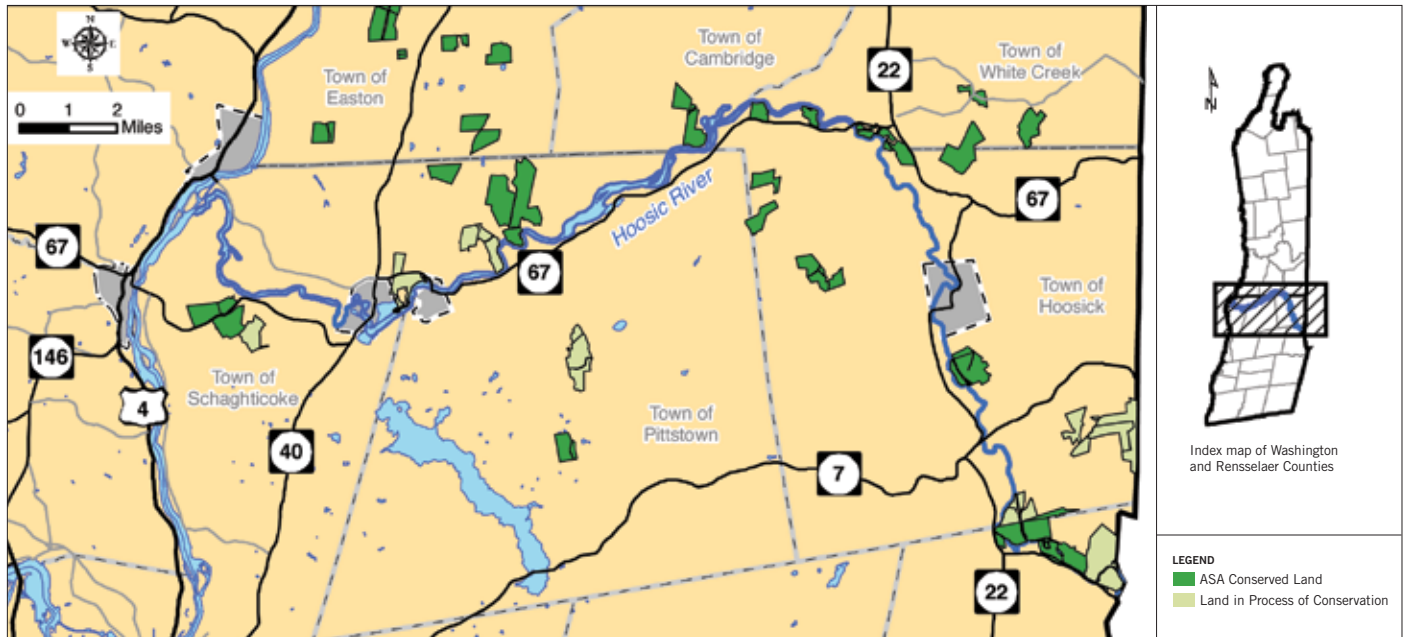 N
W E
S
0 1 2
Miles
Town of
Easton
Town of
Cambridge
22
Town of
White Creek
67
Hoosic River
67
67
Town of
Hoosick
146
4
Town of
Schaghticoke
40
Town of
Pittstown
7
22
N
Index map of Washington
and Rensselaer Counties
LEGEND
ASA Conserved Land
Land in Process of Conservation